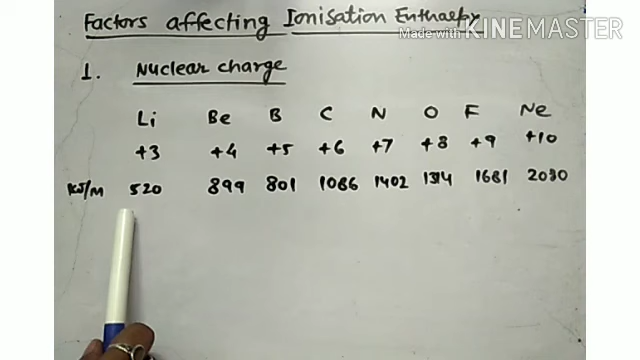 Factors affecting Ionisation Enthalpy
Made with KINEMASTER
1. Nuclear charge
Li Be B C N O F Ne
+3 +4 +5 +6 +7 +8 +9 +10
KJ/M 520 899 801 1086 1402 1314 1681 2080